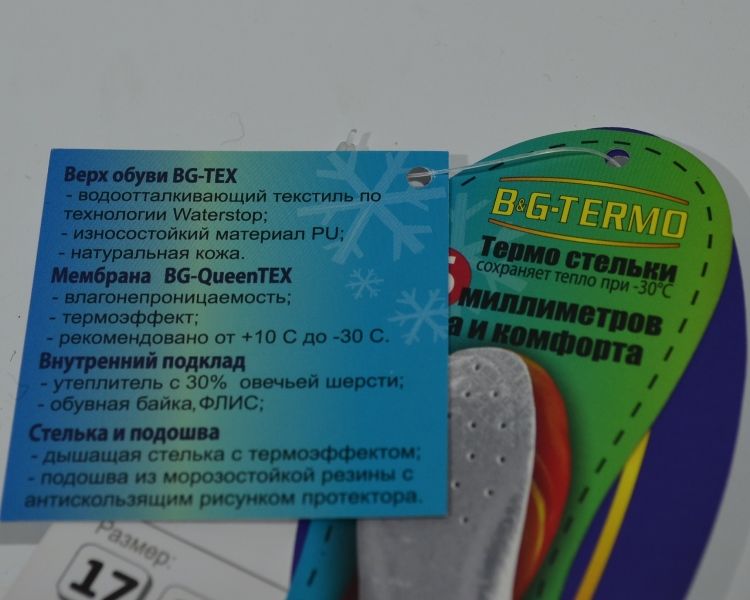 Верх обуви BG-TEX
- водоотталкивающий текстиль по
технологии Waterstop;
- износостойкий материал PU;
- натуральная кожа.
Мембрана BG-QueenTEX
- влагонепроницаемость;
- термоэффект;
- рекомендовано от +10 С до -30 С.
Внутренний подклад
- утеплитель с 30% овечьей шерсти;
- обувная байка, ФЛИС;
Стелька и подошва
- дышащая стелька с термоэффектом;
- подошва из морозостойкой резины с
антискользящим рисунком протектора.
B&G-TERMO
Термо стельки
сохраняет тепло при -30°С
миллиметров
а и комфорта
Размер:
17